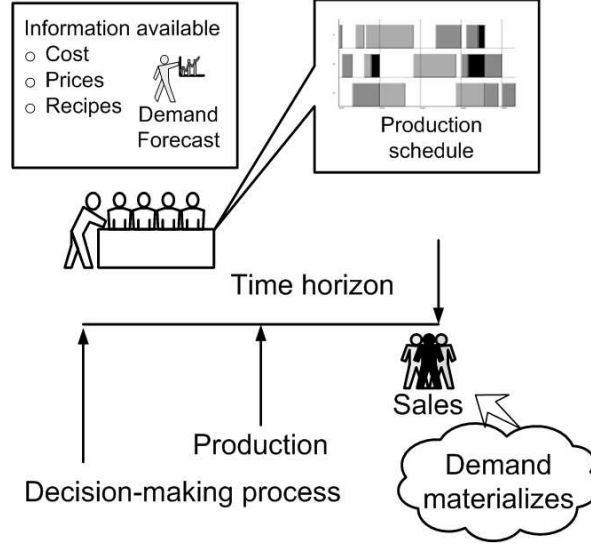 Information available
Cost
Prices
Recipes
Demand
Forecast
Production
schedule
Time horizon
Sales
Production
Decision-making process
Demand
materializes